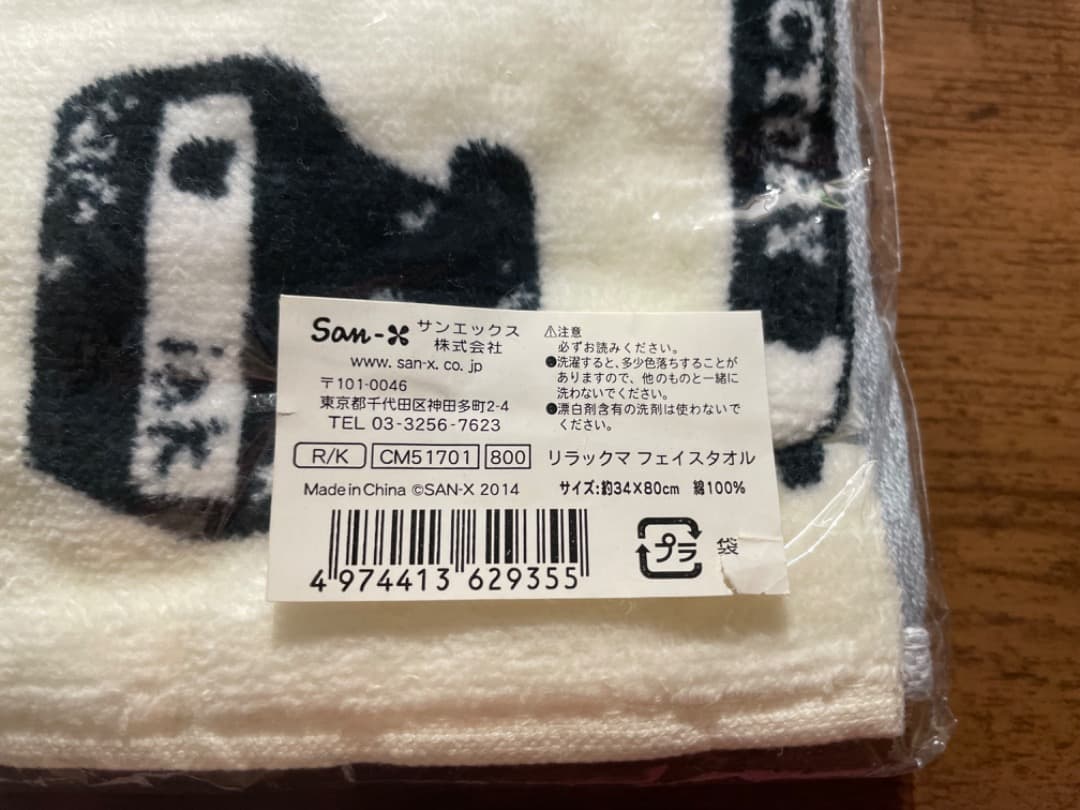 San-X サンエックス
株式会社
www. san-x. co. jp
〒101-0046
東京都千代田区神田多町2-4
TEL 03-3256-7623
⚠注意
必ずお読みください。
●洗濯すると、多少色落ちすることが
ありますので、他のものと一緒に
洗わないでください。
●漂白剤含有の洗剤は使わないで
ください。
R/K CM51701 800 リラックマ フェイスタオル
Made in China ©SAN-X 2014 サイズ:約34×80cm 綿100%
4 974413 629355
プラ 袋